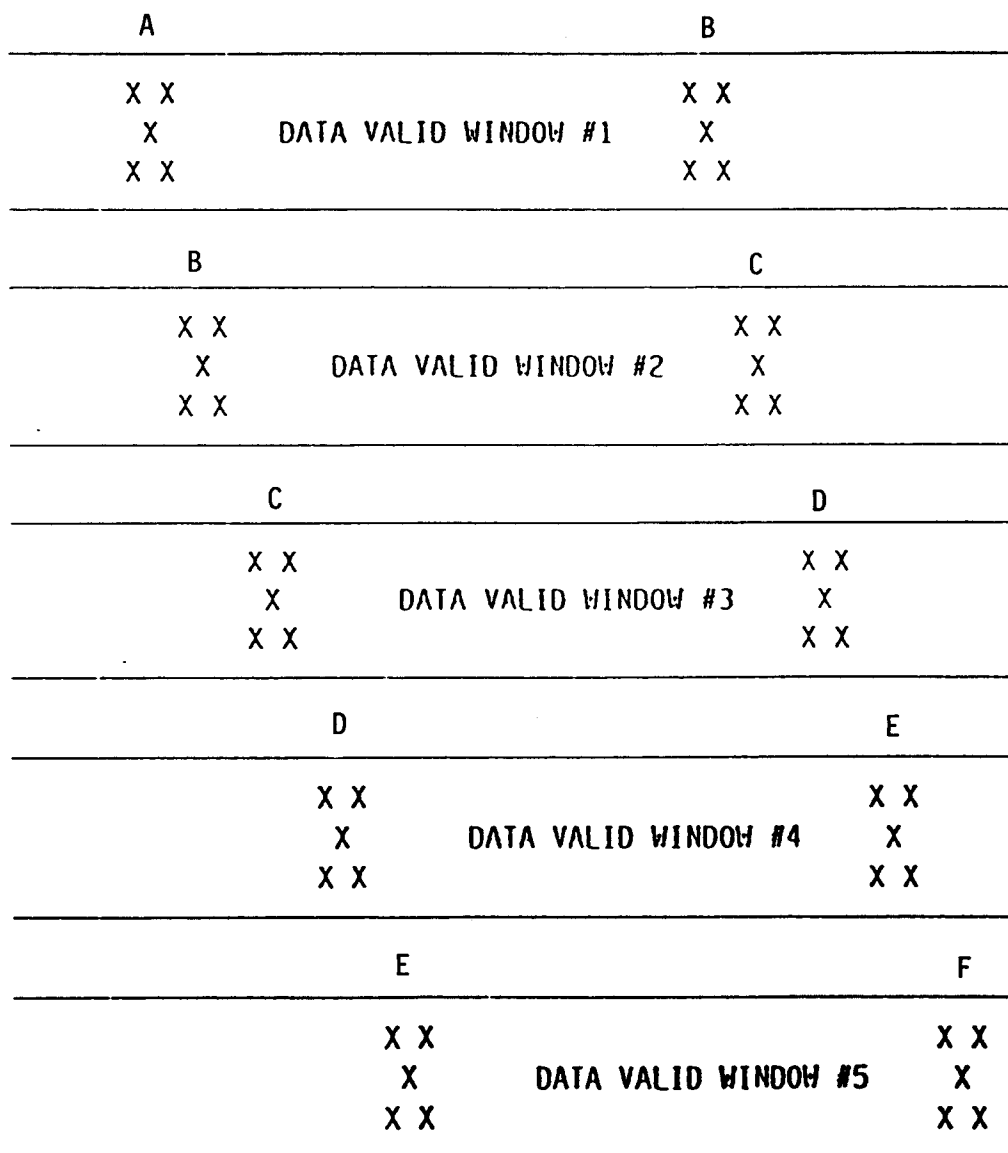 A B
X X X X
X DATA VALID WINDOW #1 X
X X X X
B C
X X X X
X DATA VALID WINDOW #2 X
X X X X
C D
X X X X
X DATA VALID WINDOW #3 X
X X X X
D E
X X X X
X DATA VALID WINDOW #4 X
X X X X
E F
X X X X
X DATA VALID WINDOW #5 X
X X X X